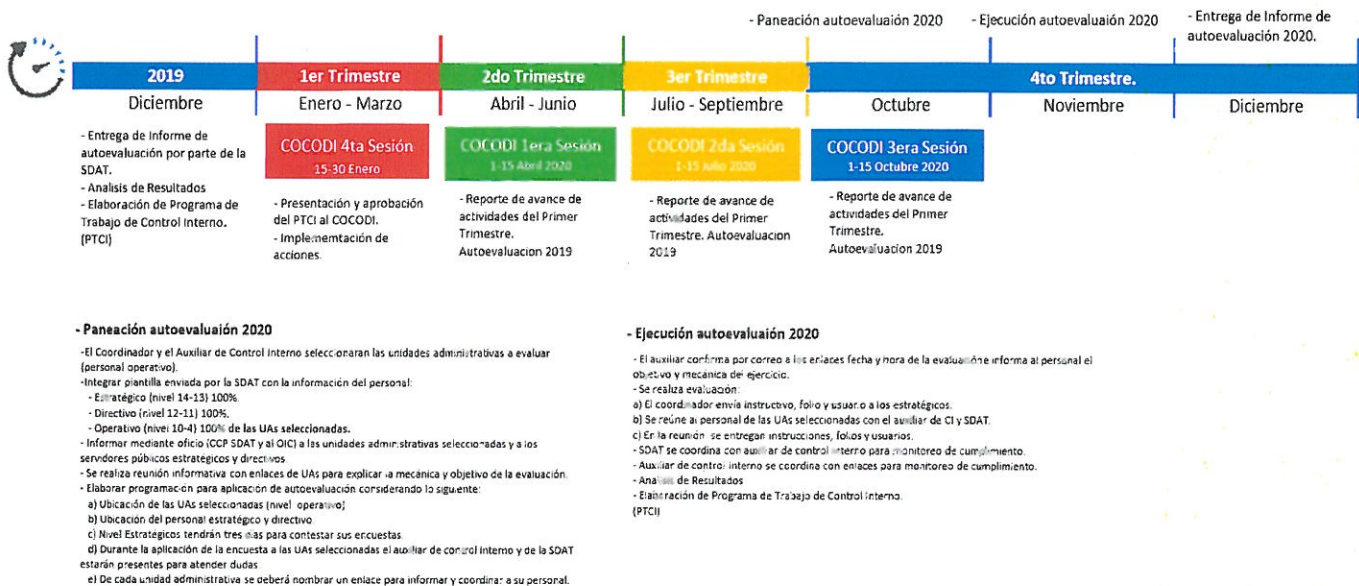 - Paneación autoevaluaión 2020
- Ejecución autoevaluaión 2020
- Entrega de Informe de
autoevaluación 2020.
2019
1er Trimestre
2do Trimestre
3er Trimestre
4to Trimestre.
Diciembre
Enero - Marzo
Abril - Junio
Julio - Septiembre
Octubre
Noviembre
Diciembre
- Entrega de Informe de
autoevaluación por parte de la
SDAT.
- Analisis de Resultados
- Elaboración de Programa de
Trabajo de Control Interno.
(PTCI)
COCODI 4ta Sesión
15-30 Enero
- Presentación y aprobación
del PTCI al COCODI.
- Implememtación de
acciones.
COCODI 1era Sesión
1-15 Abril 2020
- Reporte de avance de
actividades del Primer
Trimestre.
Autoevaluacion 2019
COCODI 2da Sesión
1-15 Julio 2020
- Reporte de avance de
actividades del Primer
Trimestre. Autoevaluacion
2019
COCODI 3era Sesión
1-15 Octubre 2020
- Reporte de avance de
actividades del Primer
Trimestre.
Autoevaluacion 2019
- Paneación autoevaluaión 2020
-El Coordinador y el Auxiliar de Control Interno seleccionaran las unidades administrativas a evaluar
(personal operativo).
-Integrar plantilla enviada por la SDAT con la información del personal:
- Estratégico (nivel 14-13) 100%.
- Directivo (nivel 12-11) 100%.
- Operativo (nivel 10-4) 100% de las UAs seleccionadas.
- Informar mediante oficio (CCP SDAT y al OIC) a las unidades administrativas seleccionadas y a los
servidores públicos estratégicos y directivos
- Se realiza reunión informativa con enlaces de UAs para explicar la mecánica y objetivo de la evaluación.
- Elaborar programación para aplicación de autoevaluación considerando lo siguiente:
a) Ubicación de las UAs seleccionadas (nivel operativo)
b) Ubicación del personal estratégico y directivo
c) Nivel Estratégicos tendrán tres días para contestar sus encuestas
d) Durante la aplicación de la encuesta a las UAs seleccionadas el auxiliar de control interno y de la SDAT
estarán presentes para atender dudas
e) De cada unidad administrativa se deberá nombrar un enlace para informar y coordinar a su personal.
- Ejecución autoevaluaión 2020
- El auxiliar confirma por correo a los enlaces fecha y hora de la evaluación e informa al personal el
objetivo y mecánica del ejercicio.
- Se realiza evaluación:
a) El coordinador envía instructivo, folio y usuario a los estratégicos.
b) Se reúne al personal de las UAs seleccionadas con el auxiliar de CI y SDAT.
c) En la reunión se entregan instrucciones, folios y usuarios.
- SDAT se coordina con auxiliar de control interno para monitoreo de cumplimiento.
- Auxiliar de control interno se coordina con enlaces para monitoreo de cumplimiento.
- Analisis de Resultados
- Elaboración de Programa de Trabajo de Control Interno.
(PTCI)